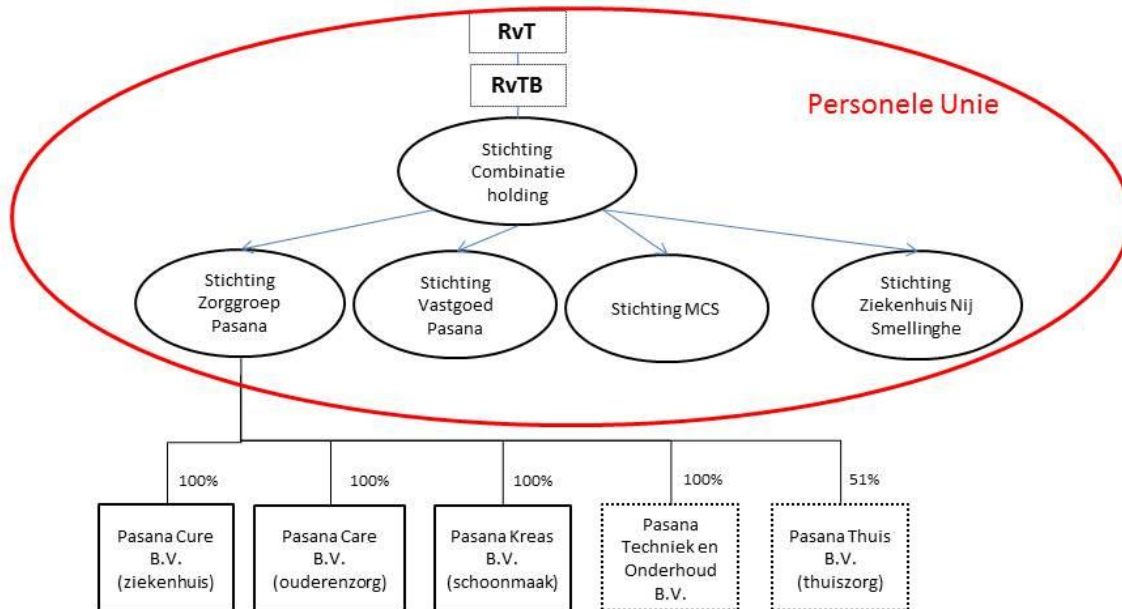 RvT
RvTB
Personele Unie
Stichting
Combinatie
holding
Stichting
Zorggroep
Pasana
Stichting
Vastgoed
Pasana
Stichting MCS
Stichting
Ziekenhuis Nij
Smellinghe
100%
100%
100%
100%
51%
Pasana Cure
B.V.
(ziekenhuis)
Pasana Care
B.V.
(ouderenzorg)
Pasana Kreas
B.V.
(schoonmaak)
Pasana
Techniek en
Onderhoud
B.V.
Pasana Thuis
B.V.
(thuiszorg)